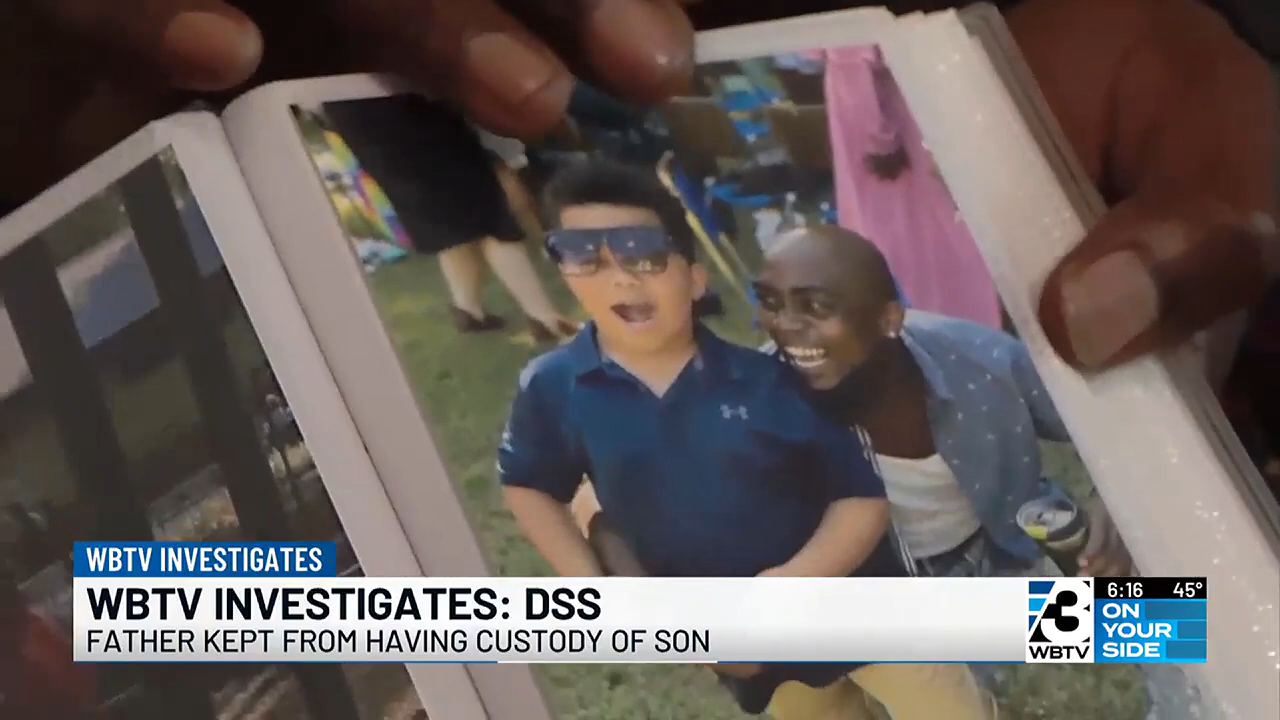 WBTV INVESTIGATES
WBTV INVESTIGATES: DSS
FATHER KEPT FROM HAVING CUSTODY OF SON
3
WBTV
6:16 45°
ON
YOUR
SIDE